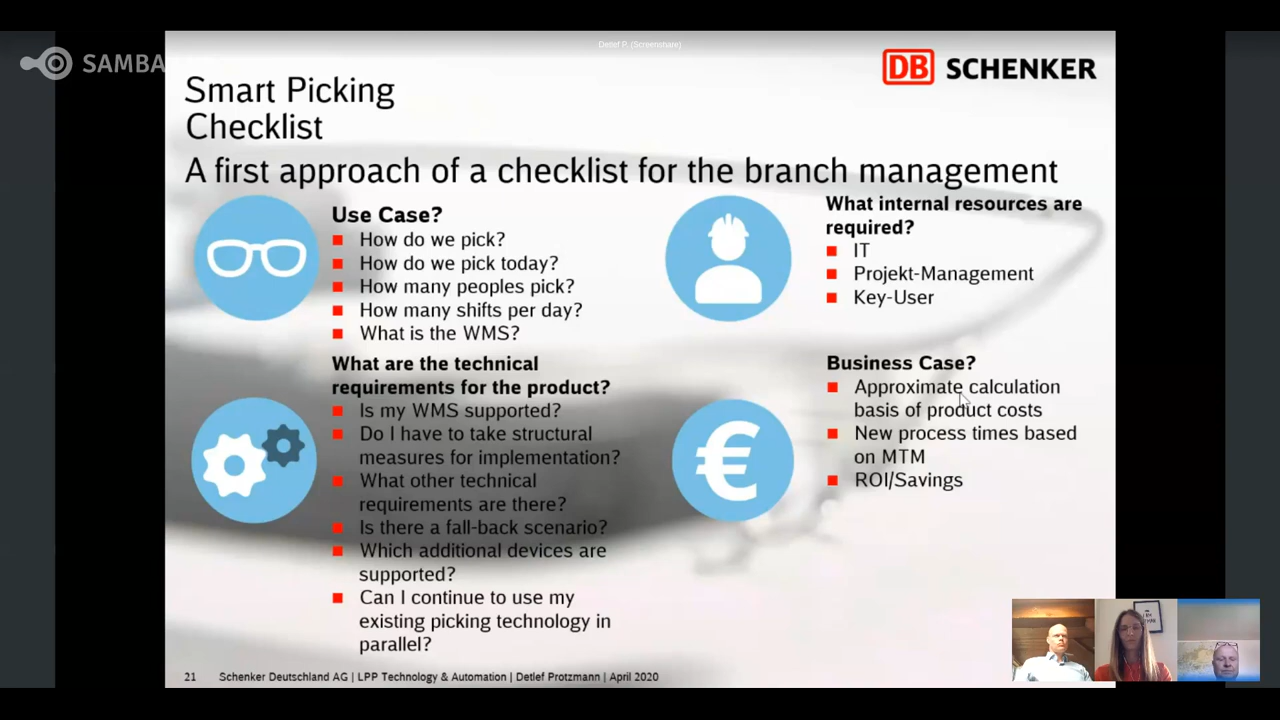 Detlef P. (Screenshare)
SAMBA
DB SCHENKER
Smart Picking
Checklist
A first approach of a checklist for the branch management
Use Case?
How do we pick?
How do we pick today?
How many peoples pick?
How many shifts per day?
What is the WMS?
What are the technical
requirements for the product?
Is my WMS supported?
Do I have to take structural
measures for implementation?
What other technical
requirements are there?
Is there a fall-back scenario?
Which additional devices are
supported?
Can I continue to use my
existing picking technology in
parallel?
What internal resources are
required?
IT
Projekt-Management
Key-User
Business Case?
Approximate calculation
basis of product costs
New process times based
on MTM
ROI/Savings
21 Schenker Deutschland AG | LPP Technology & Automation | Detlef Protzmann | April 2020